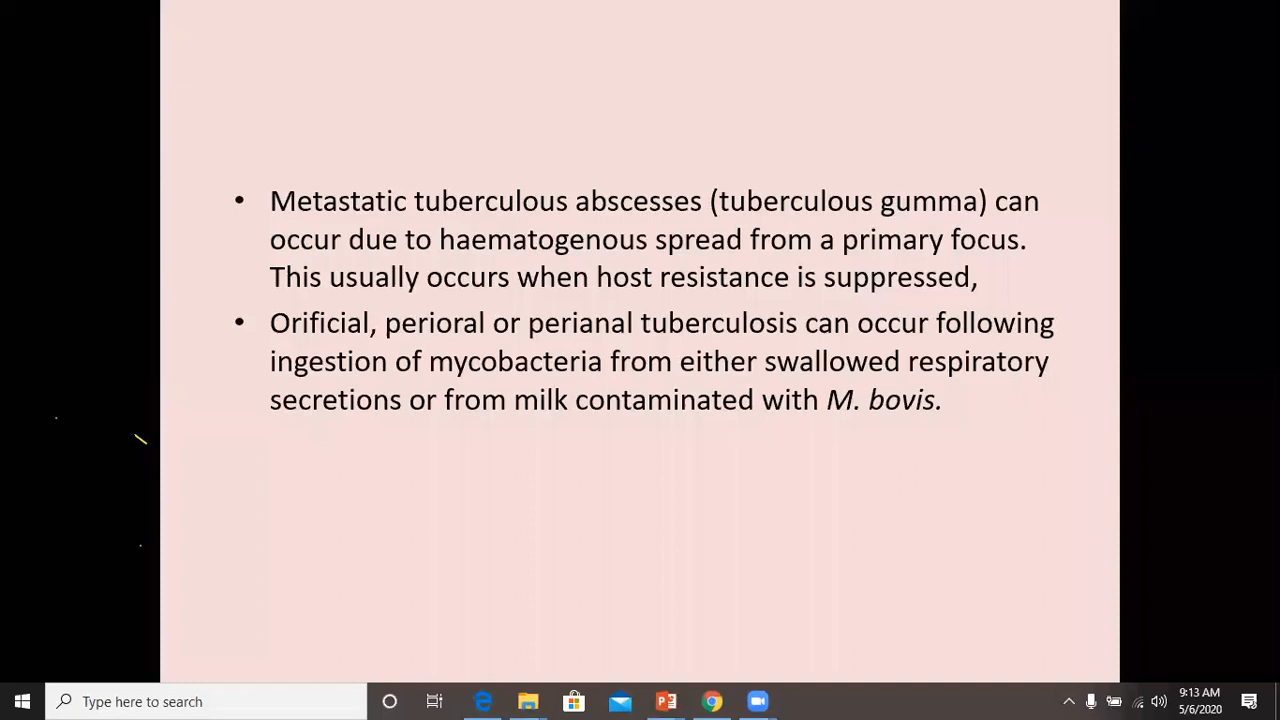 • Metastatic tuberculous abscesses (tuberculous gumma) can
occur due to haematogenous spread from a primary focus.
This usually occurs when host resistance is suppressed,
• Orificial, perioral or perianal tuberculosis can occur following
ingestion of mycobacteria from either swallowed respiratory
secretions or from milk contaminated with M. bovis.
Type here to search
9:13 AM
5/6/2020